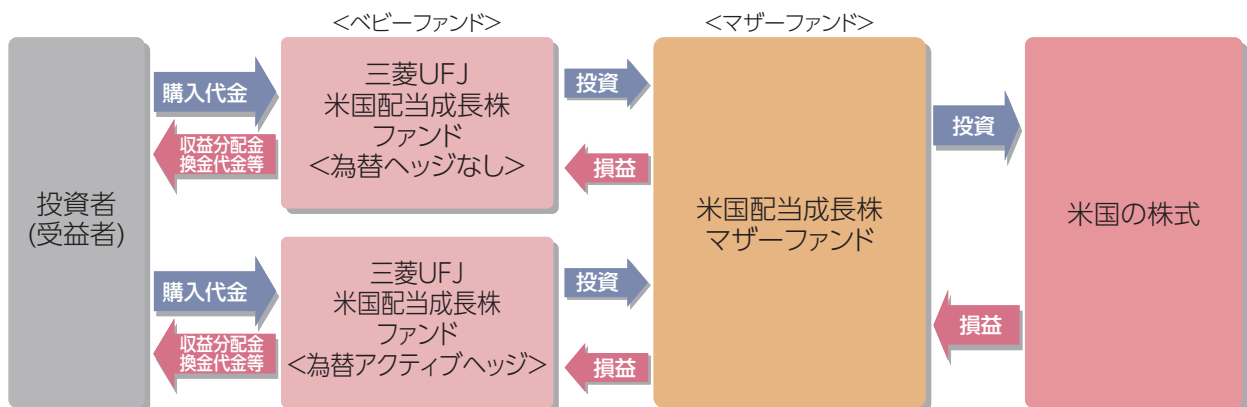 <ベビーファンド>
<マザーファンド>
投資者
(受益者)
購入代金
収益分配金
換金代金等
三菱UFJ
米国配当成長株
ファンド
<為替ヘッジなし>
投資
損益
購入代金
収益分配金
換金代金等
三菱UFJ
米国配当成長株
ファンド
<為替アクティブヘッジ>
投資
損益
米国配当成長株
マザーファンド
投資
損益
米国の株式